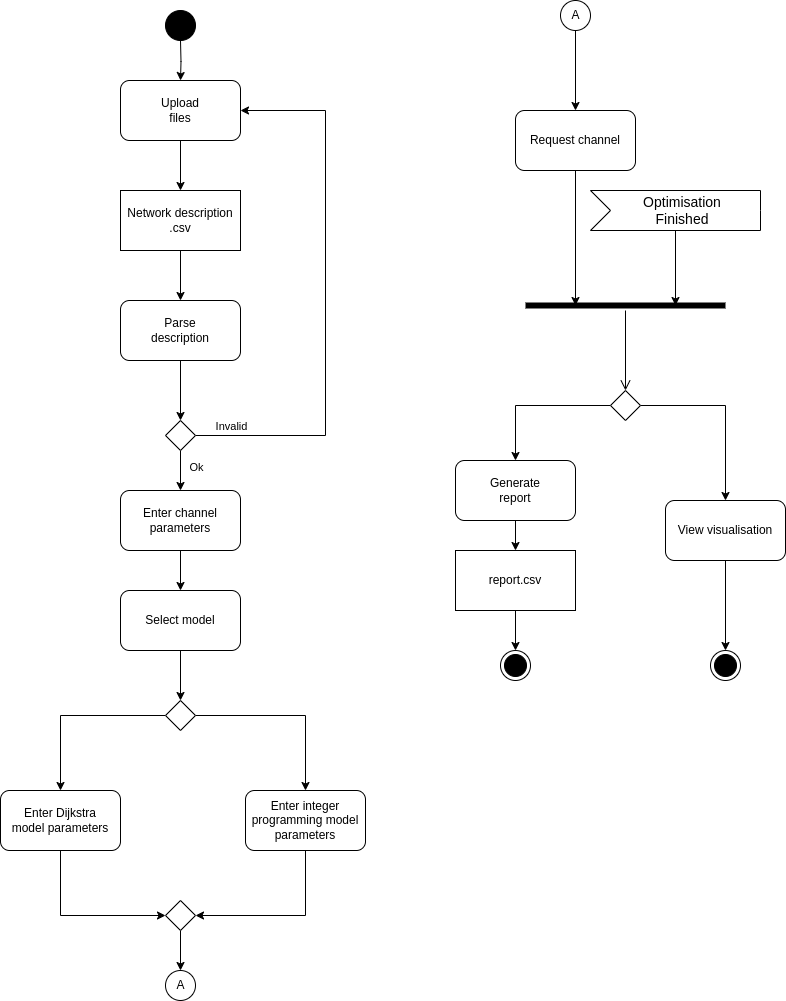 Upload
files
Network description
.csv
Parse
description
Invalid
Ok
Enter channel
parameters
Select model
Enter Dijkstra
model parameters
Enter integer
programming model
parameters
A
A
Request channel
Optimisation
Finished
Generate
report
View visualisation
report.csv